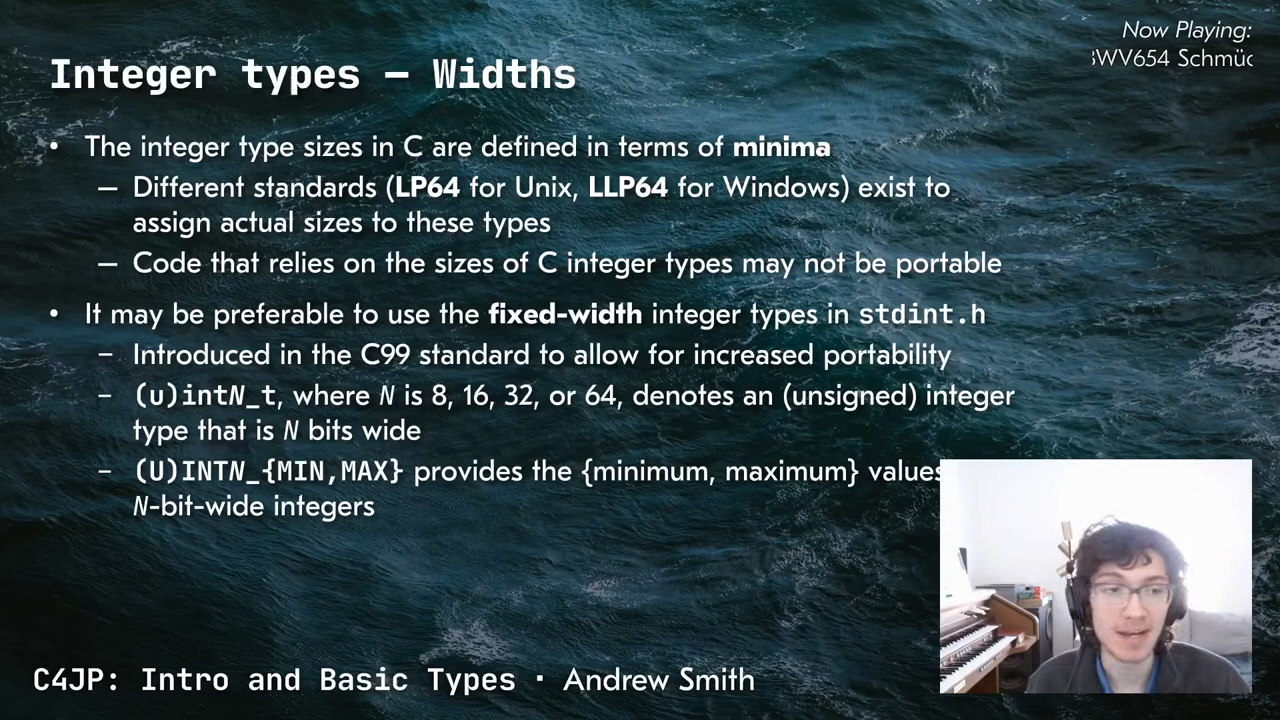 Now Playing:
BWV654 Schmüc
Integer types – Widths
• The integer type sizes in C are defined in terms of minima
– Different standards (LP64 for Unix, LLP64 for Windows) exist to
assign actual sizes to these types
– Code that relies on the sizes of C integer types may not be portable
• It may be preferable to use the fixed-width integer types in stdint.h
– Introduced in the C99 standard to allow for increased portability
– (u)intN_t, where N is 8, 16, 32, or 64, denotes an (unsigned) integer
type that is N bits wide
– (U)INTN_{MIN,MAX} provides the {minimum, maximum} values
N-bit-wide integers
C4JP: Intro and Basic Types · Andrew Smith